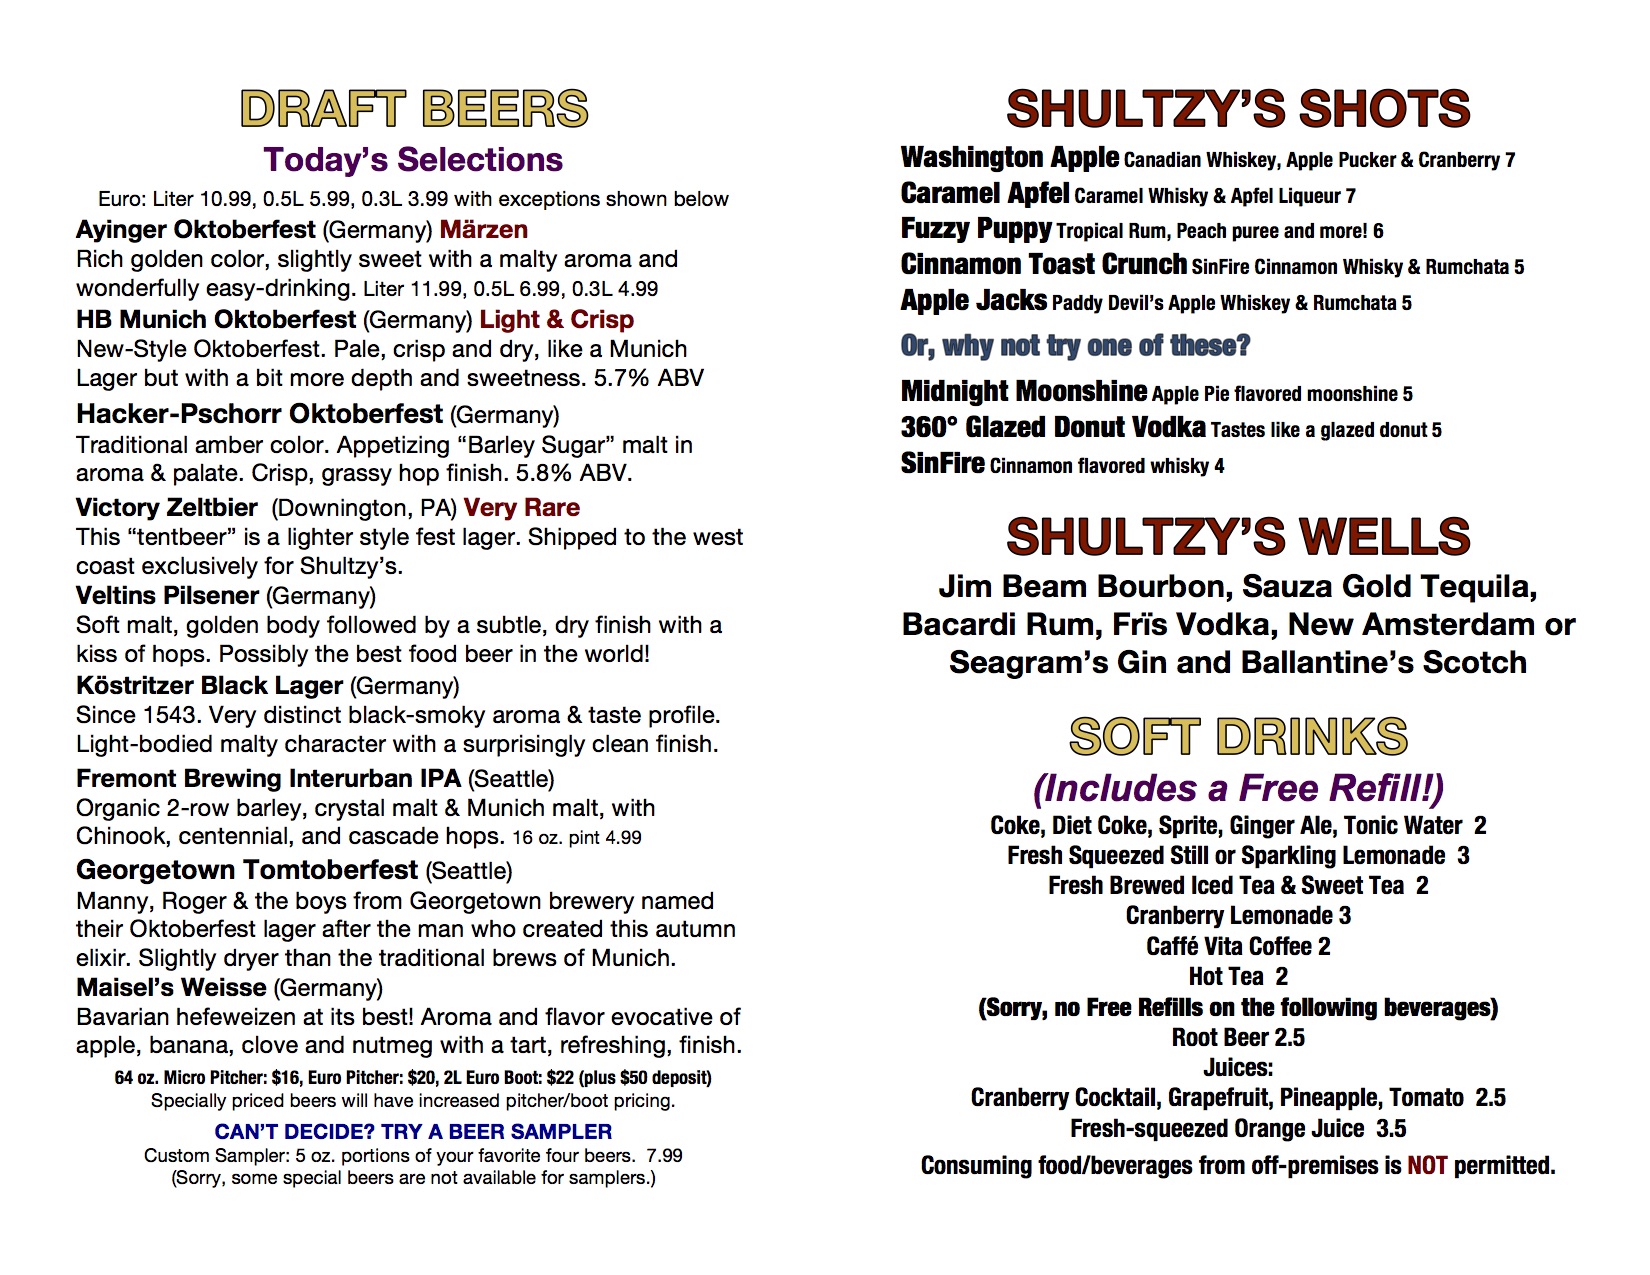 DRAFT BEERS
Today's Selections
Euro: Liter 10.99, 0.5L 5.99, 0.3L 3.99 with exceptions shown below
Ayinger Oktoberfest (Germany) Märzen
Rich golden color, slightly sweet with a malty aroma and
wonderfully easy-drinking. Liter 11.99, 0.5L 6.99, 0.3L 4.99
HB Munich Oktoberfest (Germany) Light & Crisp
New-Style Oktoberfest. Pale, crisp and dry, like a Munich
Lager but with a bit more depth and sweetness. 5.7% ABV
Hacker-Pschorr Oktoberfest (Germany)
Traditional amber color. Appetizing “Barley Sugar” malt in
aroma & palate. Crisp, grassy hop finish. 5.8% ABV.
Victory Zeltbier (Downington, PA) Very Rare
This “tentbeer” is a lighter style fest lager. Shipped to the west
coast exclusively for Shultzy’s.
Veltins Pilsener (Germany)
Soft malt, golden body followed by a subtle, dry finish with a
kiss of hops. Possibly the best food beer in the world!
Köstritzer Black Lager (Germany)
Since 1543. Very distinct black-smoky aroma & taste profile.
Light-bodied malty character with a surprisingly clean finish.
Fremont Brewing Interurban IPA (Seattle)
Organic 2-row barley, crystal malt & Munich malt, with
Chinook, centennial, and cascade hops. 16 oz. pint 4.99
Georgetown Tomtoberfest (Seattle)
Manny, Roger & the boys from Georgetown brewery named
their Oktoberfest lager after the man who created this autumn
elixir. Slightly dryer than the traditional brews of Munich.
Maisel’s Weisse (Germany)
Bavarian hefeweizen at its best! Aroma and flavor evocative of
apple, banana, clove and nutmeg with a tart, refreshing, finish.
64 oz. Micro Pitcher: $16, Euro Pitcher: $20, 2L Euro Boot: $22 (plus $50 deposit)
Specially priced beers will have increased pitcher/boot pricing.
CAN’T DECIDE? TRY A BEER SAMPLER
Custom Sampler: 5 oz. portions of your favorite four beers. 7.99
(Sorry, some special beers are not available for samplers.)
SHULTZY’S SHOTS
Washington Apple Canadian Whiskey, Apple Pucker & Cranberry 7
Caramel Apfel Caramel Whisky & Apfel Liqueur 7
Fuzzy Puppy Tropical Rum, Peach puree and more! 6
Cinnamon Toast Crunch SinFire Cinnamon Whisky & Rumchata 5
Apple Jacks Paddy Devil’s Apple Whiskey & Rumchata 5
Or, why not try one of these?
Midnight Moonshine Apple Pie flavored moonshine 5
360° Glazed Donut Vodka Tastes like a glazed donut 5
SinFire Cinnamon flavored whisky 4
SHULTZY’S WELLS
Jim Beam Bourbon, Sauza Gold Tequila,
Bacardi Rum, Frïs Vodka, New Amsterdam or
Seagram’s Gin and Ballantine’s Scotch
SOFT DRINKS
(Includes a Free Refill!)
Coke, Diet Coke, Sprite, Ginger Ale, Tonic Water 2
Fresh Squeezed Still or Sparkling Lemonade 3
Fresh Brewed Iced Tea & Sweet Tea 2
Cranberry Lemonade 3
Caffé Vita Coffee 2
Hot Tea 2
(Sorry, no Free Refills on the following beverages)
Root Beer 2.5
Juices:
Cranberry Cocktail, Grapefruit, Pineapple, Tomato 2.5
Fresh-squeezed Orange Juice 3.5
Consuming food/beverages from off-premises is NOT permitted.